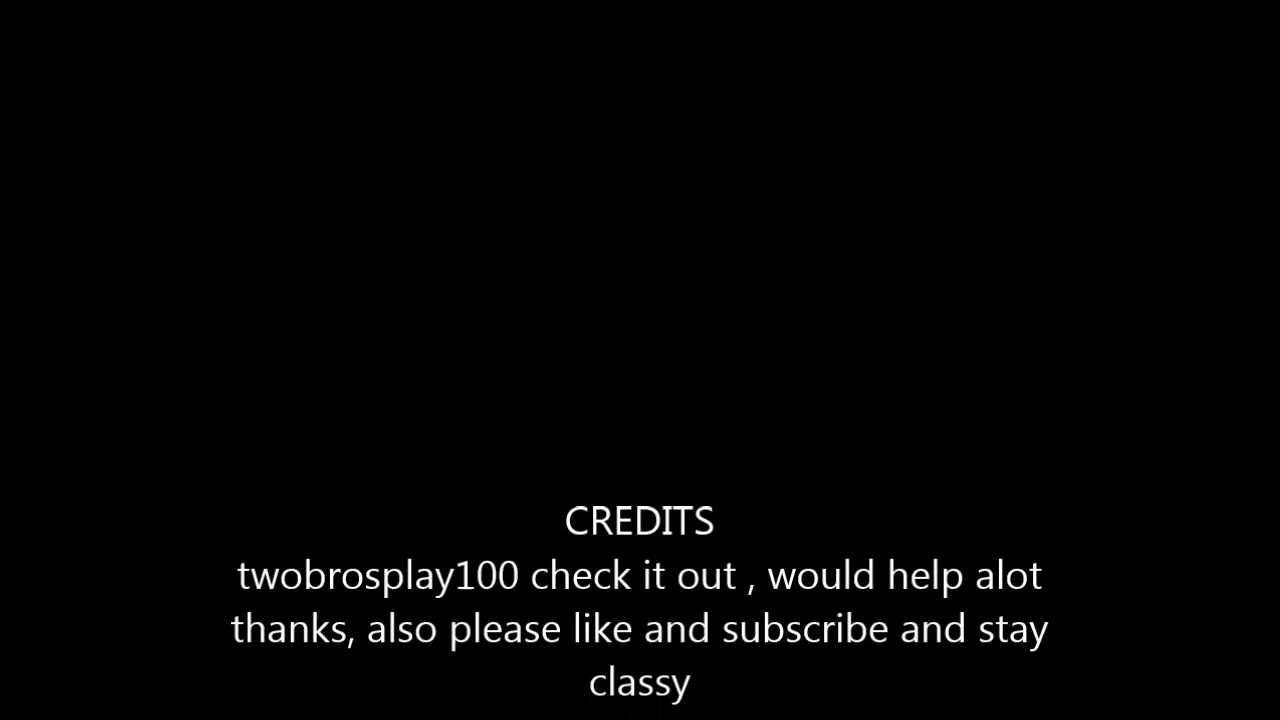 CREDITS
twobrosplay100 check it out , would help alot
thanks, also please like and subscribe and stay
classy